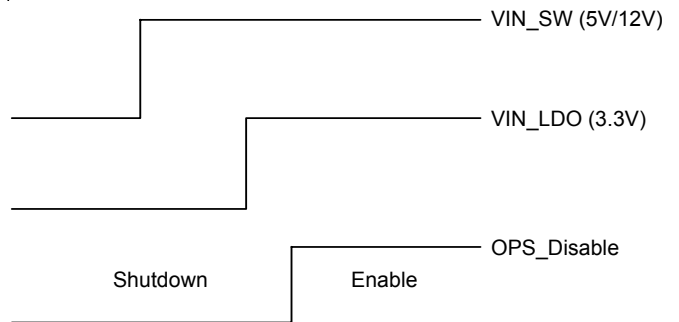 VIN_SW (5V/12V)
VIN_LDO (3.3V)
OPS_Disable
Shutdown Enable